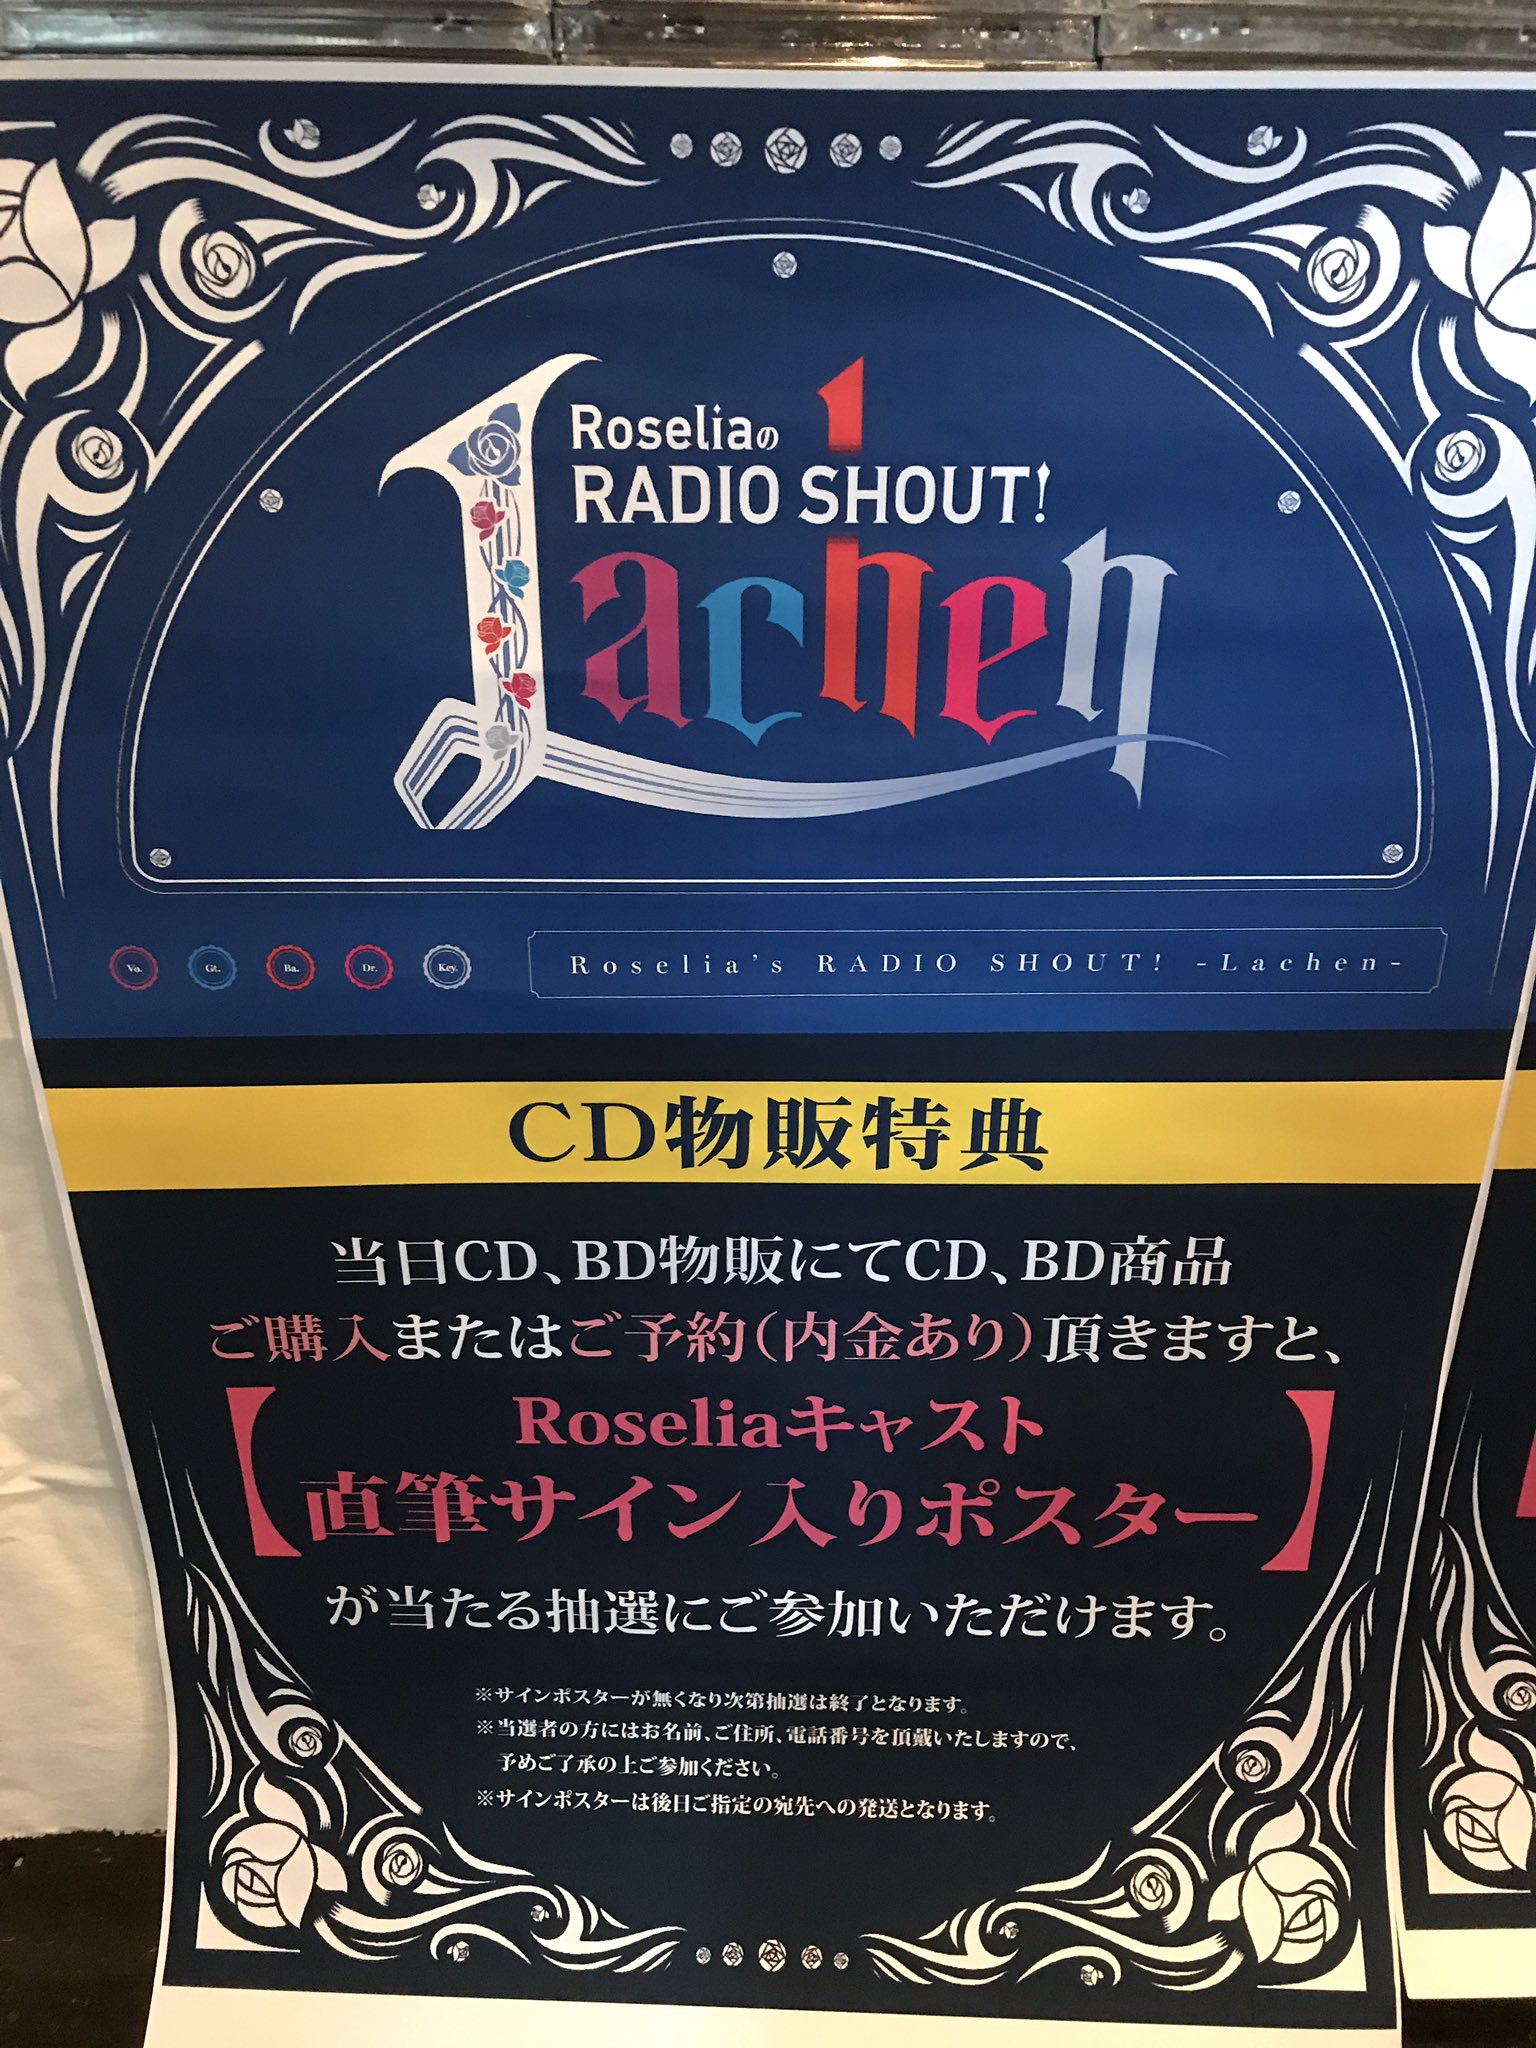 Roseliaの
RADIO SHOUT!
Lachen
Vo. Gt. Ba. Dr. Key.
Roselia's RADIO SHOUT! -Lachen-
CD物販特典
当日CD、BD物販にてCD、BD商品
ご購入またはご予約(内金あり)頂きますと、
【Roseliaキャスト
直筆サイン入りポスター】
が当たる抽選にご参加いただけます。
※サインポスターが無くなり次第抽選は終了となります。
※当選者の方にはお名前、ご住所、電話番号を頂戴いたしますので、
予めご了承の上ご参加ください。
※サインポスターは後日ご指定の宛先への発送となります。